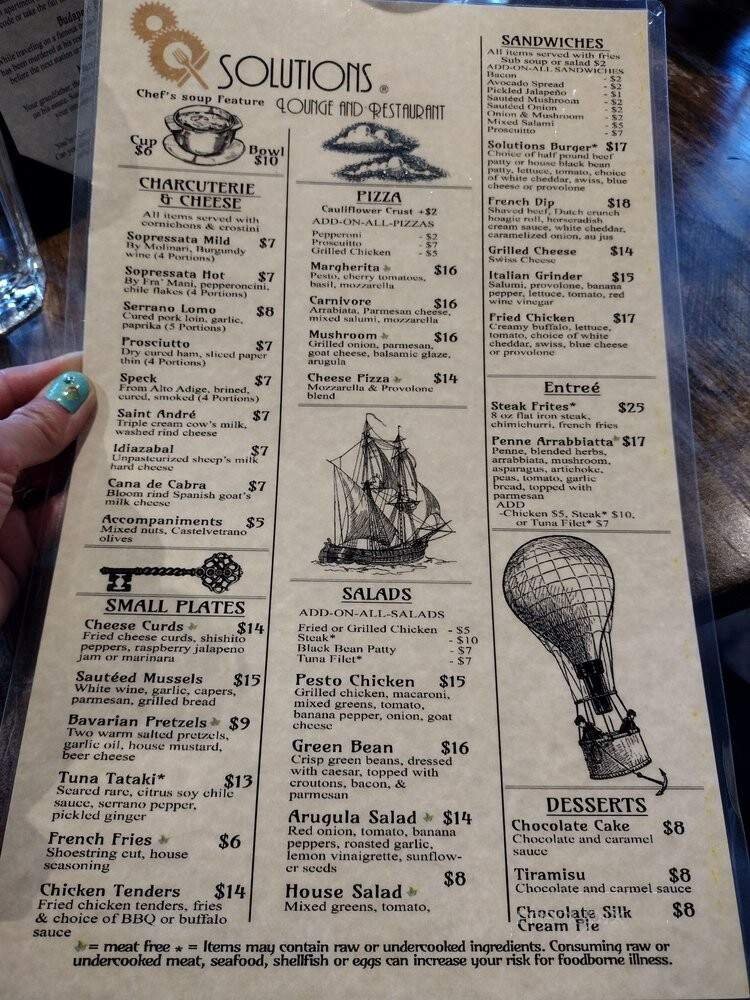 SOLUTIONS ®
LOUNGE AND RESTAURANT
Chef's soup Feature
Cup
$6
Bowl
$10
CHARCUTERIE
& CHEESE
All items served with
cornichons & crostini
Sopressata Mild $7
By Molinari, Burgundy
wine (4 Portions)
Sopressata Hot $7
By Fra' Mani, pepperoncini,
chile flakes (4 Portions)
Serrano Lomo $8
Cured pork loin, garlic,
paprika (5 Portions)
Prosciutto $7
Dry cured ham, sliced paper
thin (4 Portions)
Speck $7
From Alto Adige, brined,
cured, smoked (4 Portions)
Saint André $7
Triple cream cow's milk,
washed rind cheese
Idiazabal $7
Unpasteurized sheep's milk
hard cheese
Cana de Cabra $7
Bloom rind Spanish goat's
milk cheese
Accompaniments $5
Mixed nuts, Castelvetrano
olives
SMALL PLATES
Cheese Curds $14
Fried cheese curds, shishito
peppers, raspberry jalapeno
jam or marinara
Sautéed Mussels $15
White wine, garlic, capers,
parmesan, grilled bread
Bavarian Pretzels $9
Two warm salted pretzels,
garlic oil, house mustard,
beer cheese
Tuna Tataki* $13
Seared rare, citrus soy chile
sauce, serrano pepper,
pickled ginger
French Fries $6
Shoestring cut, house
seasoning
Chicken Tenders $14
Fried chicken tenders, fries
& choice of BBQ or buffalo
sauce
PIZZA
Cauliflower Crust +$2
ADD-ON-ALL-PIZZAS
Pepperoni - $2
Proscuitto - $7
Grilled Chicken - $5
Margherita $16
Pesto, cherry tomatoes,
basil, mozzarella
Carnivore $16
Arrabiata, Parmesan cheese,
mixed salumi, mozzarella
Mushroom $16
Grilled onion, parmesan,
goat cheese, balsamic glaze,
arugula
Cheese Pizza $14
Mozzarella & Provolone
blend
SALADS
ADD-ON-ALL-SALADS
Fried or Grilled Chicken - $5
Steak* - $10
Black Bean Patty - $7
Tuna Filet* - $7
Pesto Chicken $15
Grilled chicken, macaroni,
mixed greens, tomato,
banana pepper, onion, goat
cheese
Green Bean $16
Crisp green beans, dressed
with caesar, topped with
croutons, bacon, &
parmesan
Arugula Salad $14
Red onion, tomato, banana
peppers, roasted garlic,
lemon vinaigrette, sunflow-
er seeds
House Salad $8
Mixed greens, tomato,
SANDWICHES
All items served with fries
Sub soup or salad $2
ADD-ON-ALL SANDWICHES
Bacon - $2
Avocado Spread - $2
Pickled Jalapeño - $1
Sautéed Mushroom - $2
Sautéed Onion - $2
Onion & Mushroom - $2
Mixed Salami - $5
Proscuitto - $7
Solutions Burger* $17
Choice of half pound beef
patty or house black bean
patty, lettuce, tomato, choice
of white cheddar, swiss, blue
cheese or provolone
French Dip $18
Shaved beef, Dutch crunch
hoagie roll, horseradish
cream sauce, white cheddar,
caramelized onion, au jus
Grilled Cheese $14
Swiss Cheese
Italian Grinder $15
Salumi, provolone, banana
pepper, lettuce, tomato, red
wine vinegar
Fried Chicken $17
Creamy buffalo, lettuce,
tomato, choice of white
cheddar, swiss, blue cheese
or provolone
Entreé
Steak Frites* $25
8 oz flat iron steak,
chimichurri, french fries
Penne Arrabbiatta $17
Penne, blended herbs,
arrabbiata, mushroom,
asparagus, artichoke,
peas, tomato, garlic
bread, topped with
parmesan
ADD
-Chicken $5, Steak* $10,
or Tuna Filet* $7
DESSERTS
Chocolate Cake $8
Chocolate and caramel
sauce
Tiramisu $8
Chocolate and carmel sauce
Chocolate Silk $8
Cream Pie
= meat free * = Items may contain raw or undercooked ingredients. Consuming raw or
undercooked meat, seafood, shellfish or eggs can increase your risk for foodborne illness.